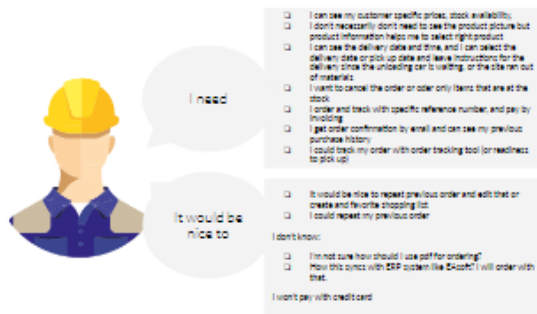 I need
I can see my customer specific prices, stock availability,
I don't necessarily don't need to see the product picture but
product information helps me to select right product
I can see the delivery date and time, and I can select the
delivery date or pick up date and leave instructions for the
delivery since the unloading car is waiting, or the site ran out
of materials
I want to cancel the order or oder only items that are at the
stock
I order and track with specific reference number, and pay by
invoicing
I get order confirmation by email and can see my previous
purchase history
I could track my order with order tracking tool (or readiness
to pick up)
It would be
nice to
It would be nice to repeat previous order and edit that or
create and favorite shopping list
I could repeat my previous order
I don't know:
I'm not sure how should I use pdf for ordering?
How this syncs with ERP system like EAsoft? I will order with
that.
I won't pay with credit card